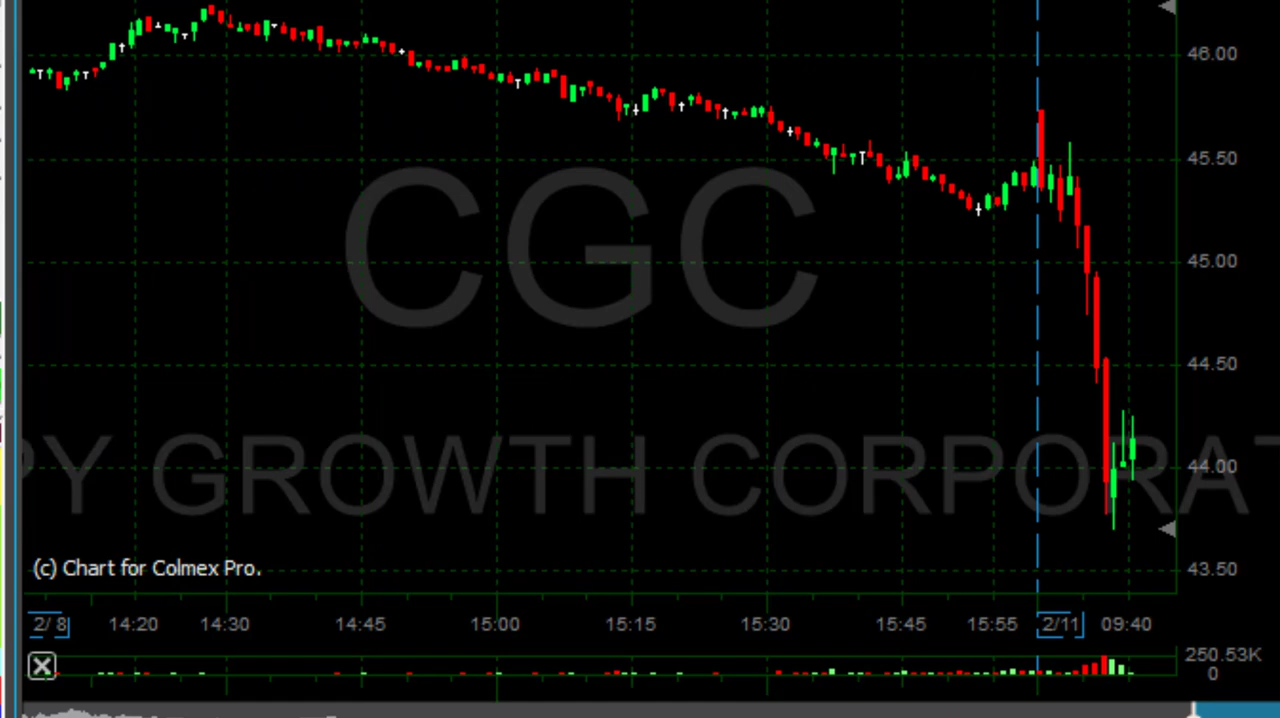 46.00
45.50
CGC
45.00
44.50
PY GROWTH CORPORAT
44.00
(c) Chart for Colmex Pro.
43.50
2/ 8 14:20 14:30 14:45 15:00 15:15 15:30 15:45 15:55 2/11 09:40
250.53K
0